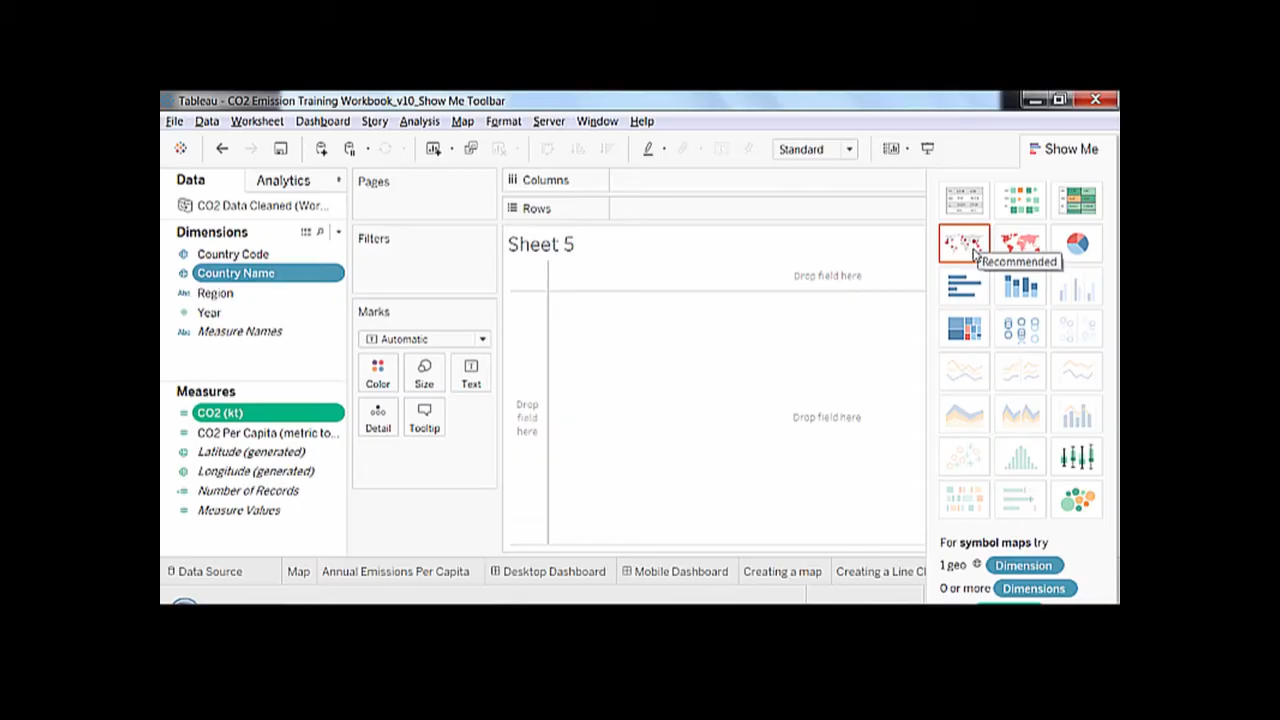 Tableau - CO2 Emission Training Workbook_v10_Show Me Toolbar
File Data Worksheet Dashboard Story Analysis Map Format Server Window Help
Standard
Show Me
Data
Analytics
CO2 Data Cleaned (Wor...
Dimensions
Country Code
Country Name
Abc Region
Year
Abc Measure Names
Measures
CO2 (kt)
CO2 Per Capita (metric to...
Latitude (generated)
Longitude (generated)
Number of Records
Measure Values
Pages
Filters
Marks
Automatic
Color
Size
Text
Detail
Tooltip
Columns
Rows
Sheet 5
Drop field here
Drop
field
here
Drop field here
Recommended
For symbol maps try
1 geo Dimension
0 or more Dimensions
Data Source
Map
Annual Emissions Per Capita
Desktop Dashboard
Mobile Dashboard
Creating a map
Creating a Line Cl